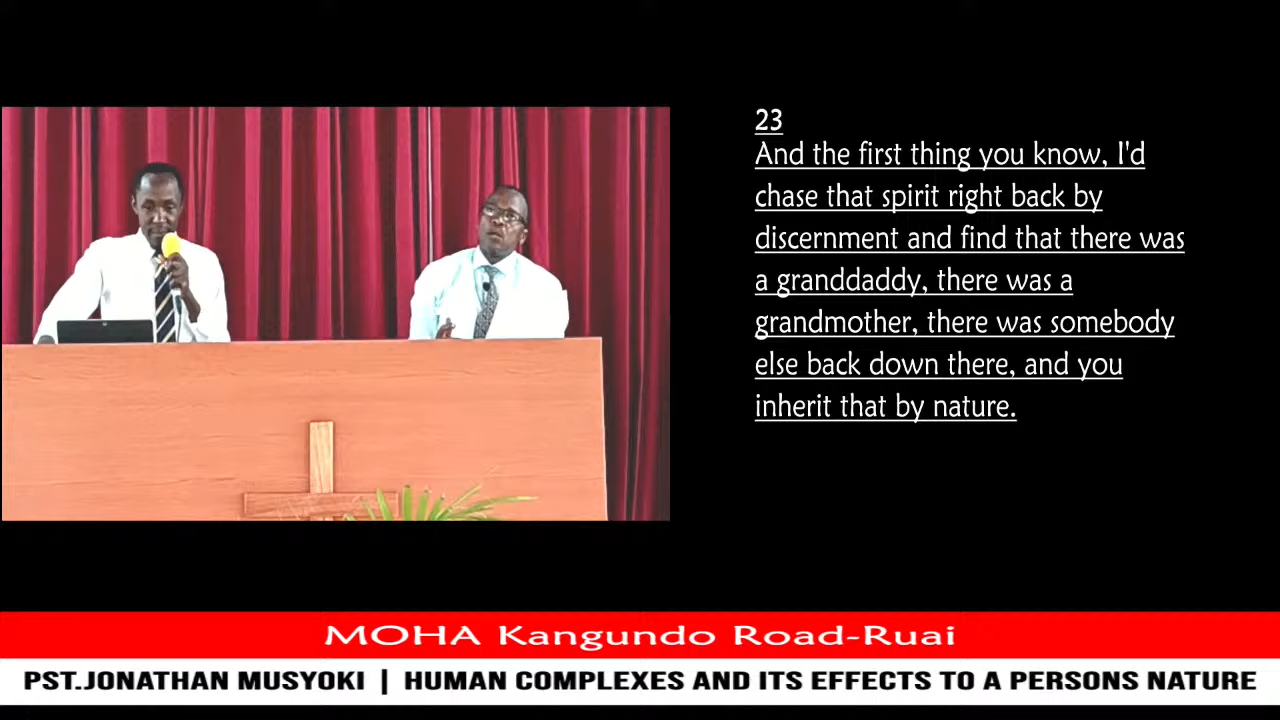 23
And the first thing you know, I'd
chase that spirit right back by
discernment and find that there was
a granddaddy, there was a
grandmother, there was somebody
else back down there, and you
inherit that by nature.
MOHA Kangundo Road-Ruai
PST.JONATHAN MUSYOKI | HUMAN COMPLEXES AND ITS EFFECTS TO A PERSONS NATURE